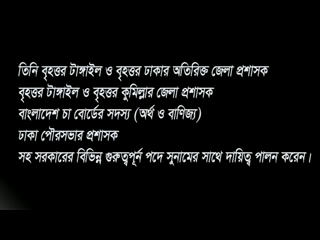 তিনি বৃহত্তর টাঙ্গাইল ও বৃহত্তর ঢাকার অতিরিক্ত জেলা প্রশাসক
বৃহত্তর টাঙ্গাইল ও বৃহত্তর কুমিল্লার জেলা প্রশাসক
বাংলাদেশ চা বোর্ডের সদস্য (অর্থ ও বাণিজ্য)
ঢাকা পৌরসভার প্রশাসক
সহ সরকারের বিভিন্ন গুরুত্বপূর্ন পদে সুনামের সাথে দায়িত্ব পালন করেন।